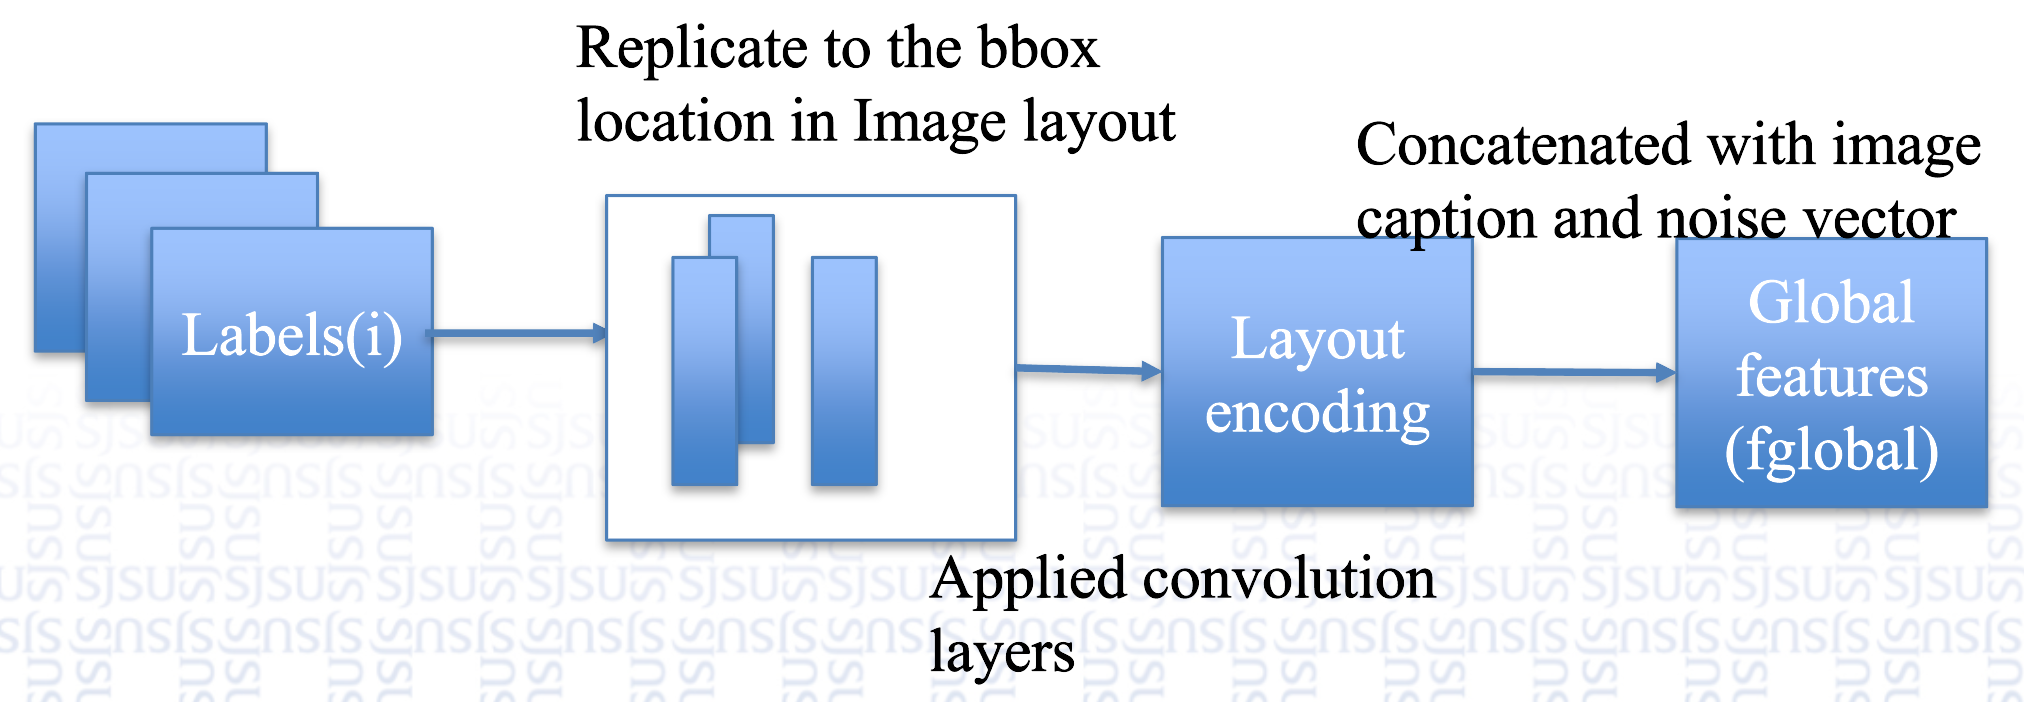 Replicate to the bbox
location in Image layout
Concatenated with image
caption and noise vector
Labels(i)
Layout
encoding
Global
features
(fglobal)
Applied convolution
layers